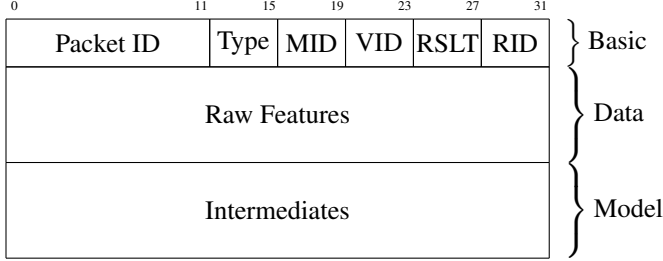 0 11 15 19 23 27 31
Packet ID Type MID VID RSLT RID Basic
Raw Features Data
Intermediates Model